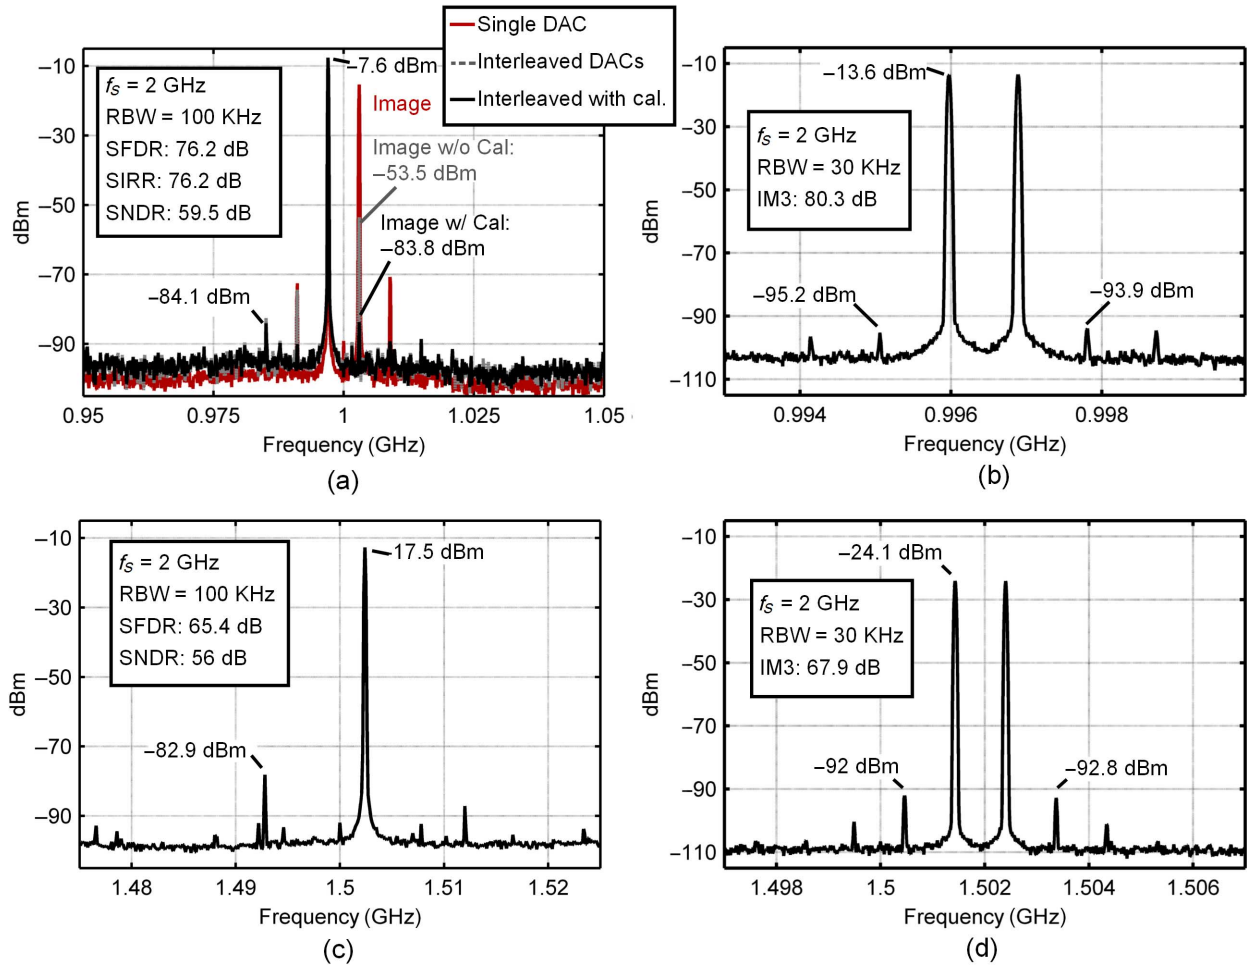 Single DAC
Interleaved DACs
Interleaved with cal.
−10
−30
−50
−70
−90
dBm
fS = 2 GHz
RBW = 100 KHz
SFDR: 76.2 dB
SIRR: 76.2 dB
SNDR: 59.5 dB
−7.6 dBm
Image
Image w/o Cal:
−53.5 dBm
Image w/ Cal:
−83.8 dBm
−84.1 dBm
0.95
0.975
1
1.025
1.05
Frequency (GHz)
(a)
−10
−30
−50
−70
−90
−110
dBm
−13.6 dBm
fS = 2 GHz
RBW = 30 KHz
IM3: 80.3 dB
−95.2 dBm
−93.9 dBm
0.994
0.996
0.998
Frequency (GHz)
(b)
−10
−30
−50
−70
−90
dBm
fS = 2 GHz
RBW = 100 KHz
SFDR: 65.4 dB
SNDR: 56 dB
−17.5 dBm
−82.9 dBm
1.48
1.49
1.5
1.51
1.52
Frequency (GHz)
(c)
−10
−30
−50
−70
−90
−110
dBm
−24.1 dBm
fS = 2 GHz
RBW = 30 KHz
IM3: 67.9 dB
−92 dBm
−92.8 dBm
1.498
1.5
1.502
1.504
1.506
Frequency (GHz)
(d)